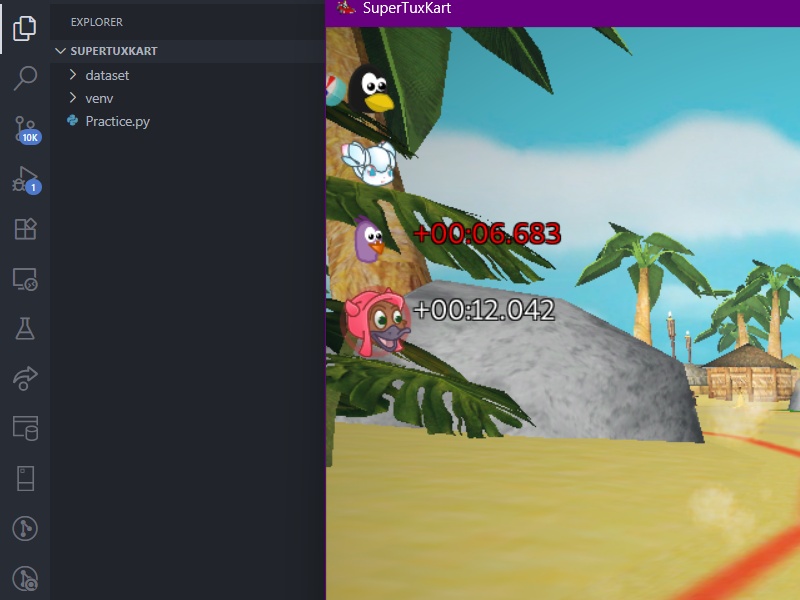 EXPLORER
SUPERTUXKART
dataset
venv
Practice.py
10K
1
SuperTuxKart
+00:06.683
+00:12.042